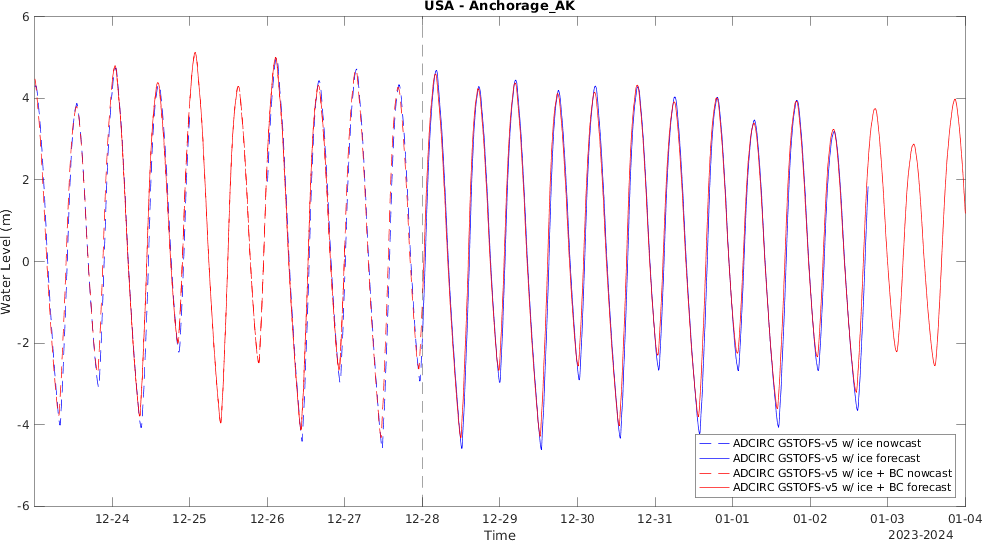 USA - Anchorage_AK
6
4
2
0
-2
-4
-6
Water Level (m)
ADCIRC GSTOFS-v5 w/ ice nowcast
ADCIRC GSTOFS-v5 w/ ice forecast
ADCIRC GSTOFS-v5 w/ ice + BC nowcast
ADCIRC GSTOFS-v5 w/ ice + BC forecast
12-24 12-25 12-26 12-27 12-28 12-29 12-30 12-31 01-01 01-02 01-03 01-04
Time
2023-2024